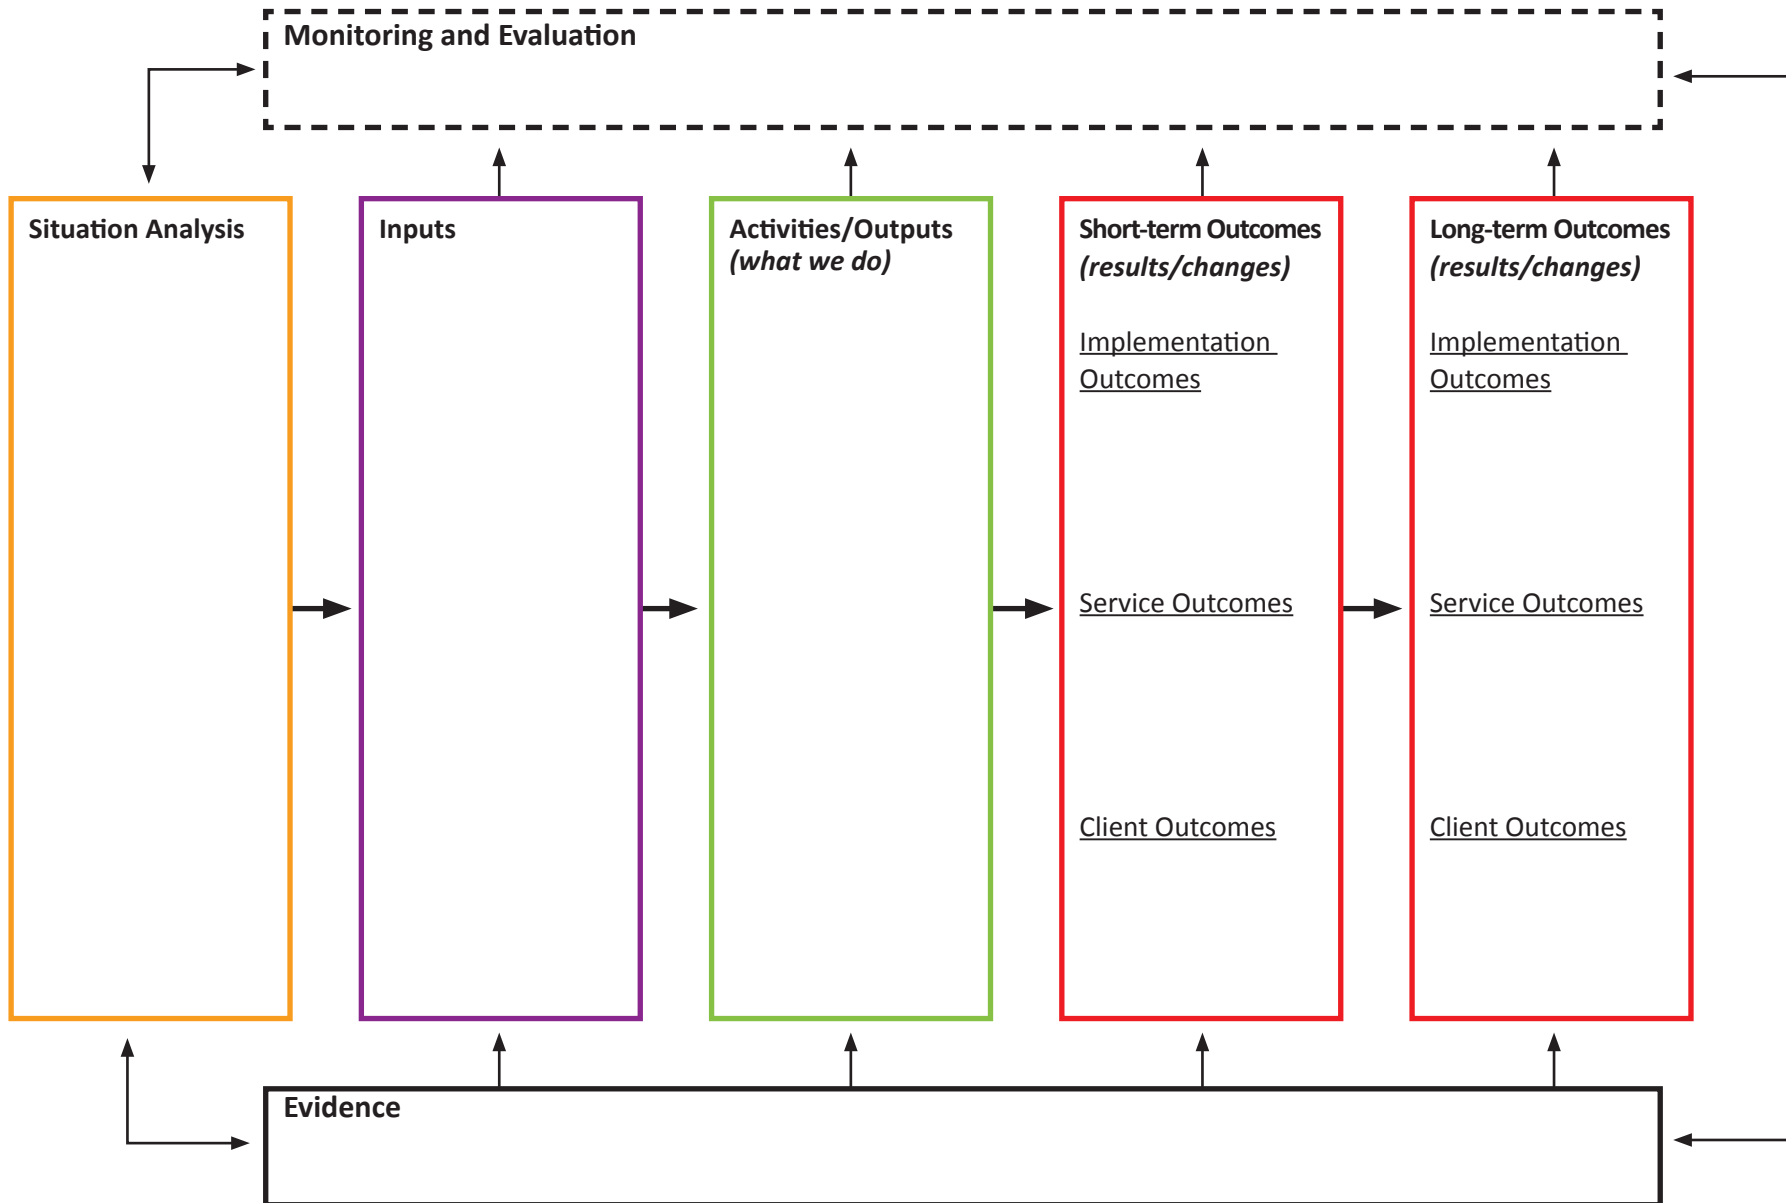 Monitoring and Evaluation
Situation Analysis
Inputs
Activities/Outputs
(what we do)
Short-term Outcomes
(results/changes)
Implementation
Outcomes
Service Outcomes
Client Outcomes
Long-term Outcomes
(results/changes)
Implementation
Outcomes
Service Outcomes
Client Outcomes
Evidence